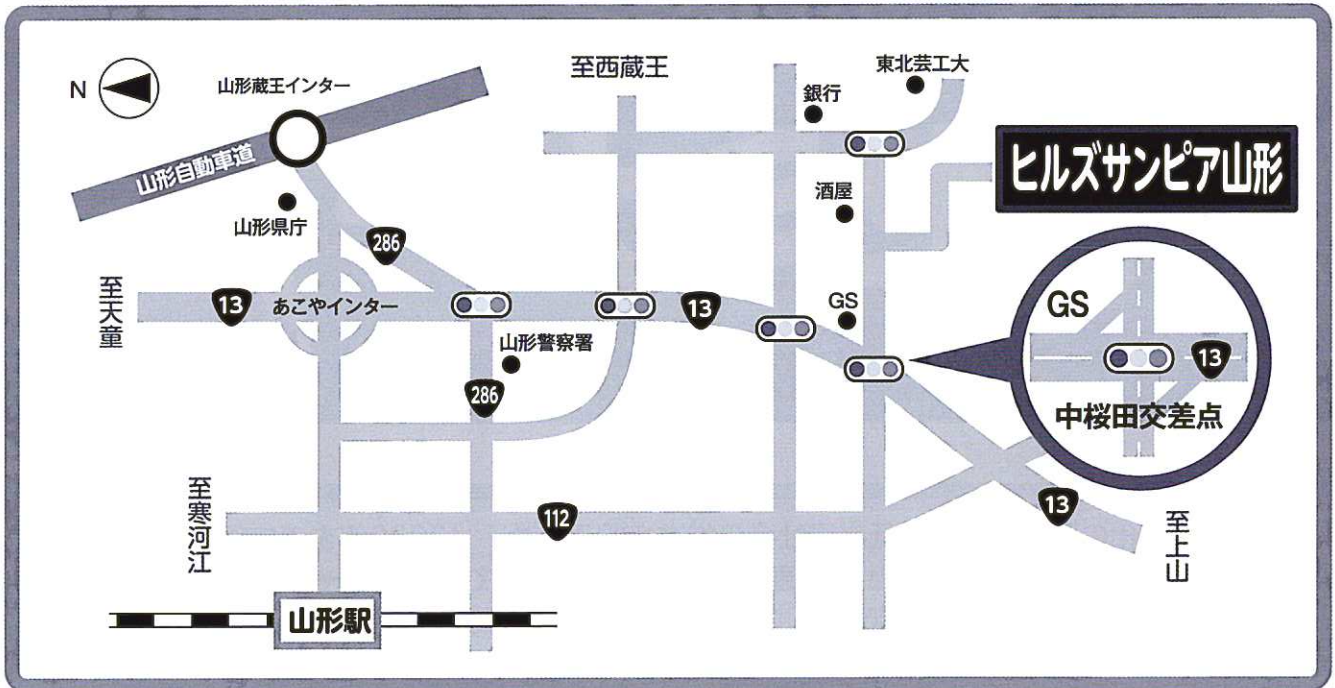 N
山形蔵王インター
山形自動車道
山形県庁
286
至西蔵王
銀行
東北芸工大
ヒルズサンピア山形
酒屋
至天童
13
あこやインター
13
GS
山形警察署
286
GS
13
中桜田交差点
至寒河江
112
13
至上山
山形駅